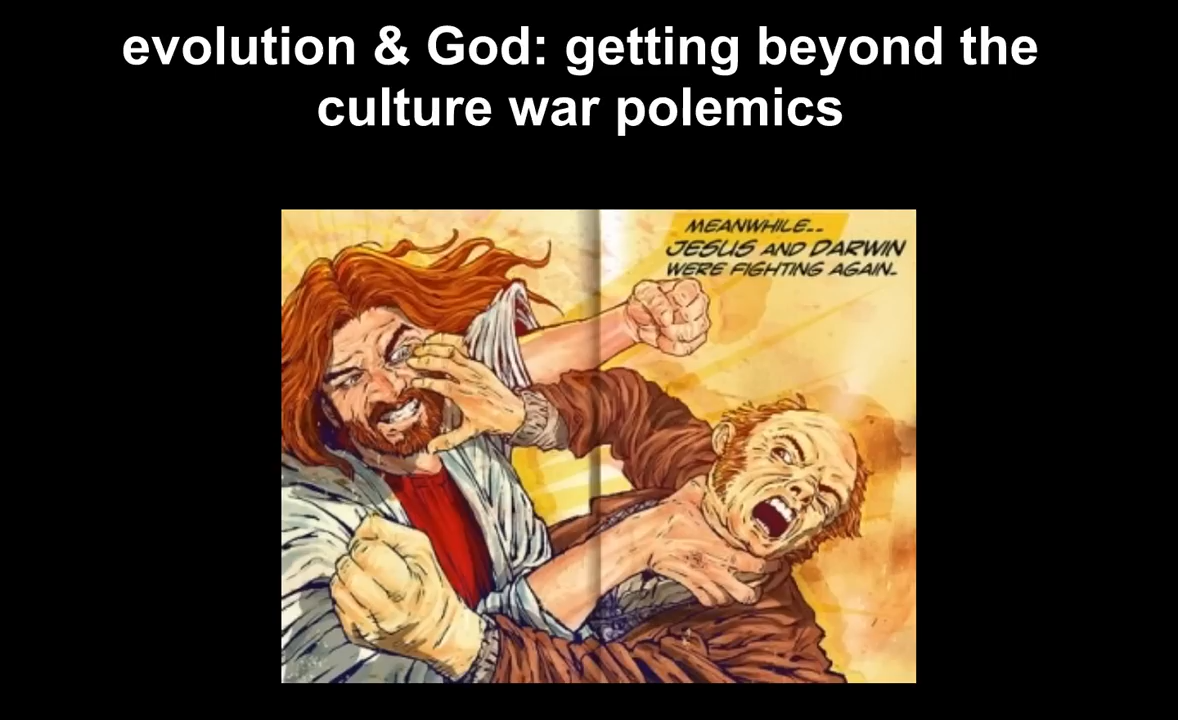 evolution & God: getting beyond the
culture war polemics
MEANWHILE..
JESUS AND DARWIN
WERE FIGHTING AGAIN.